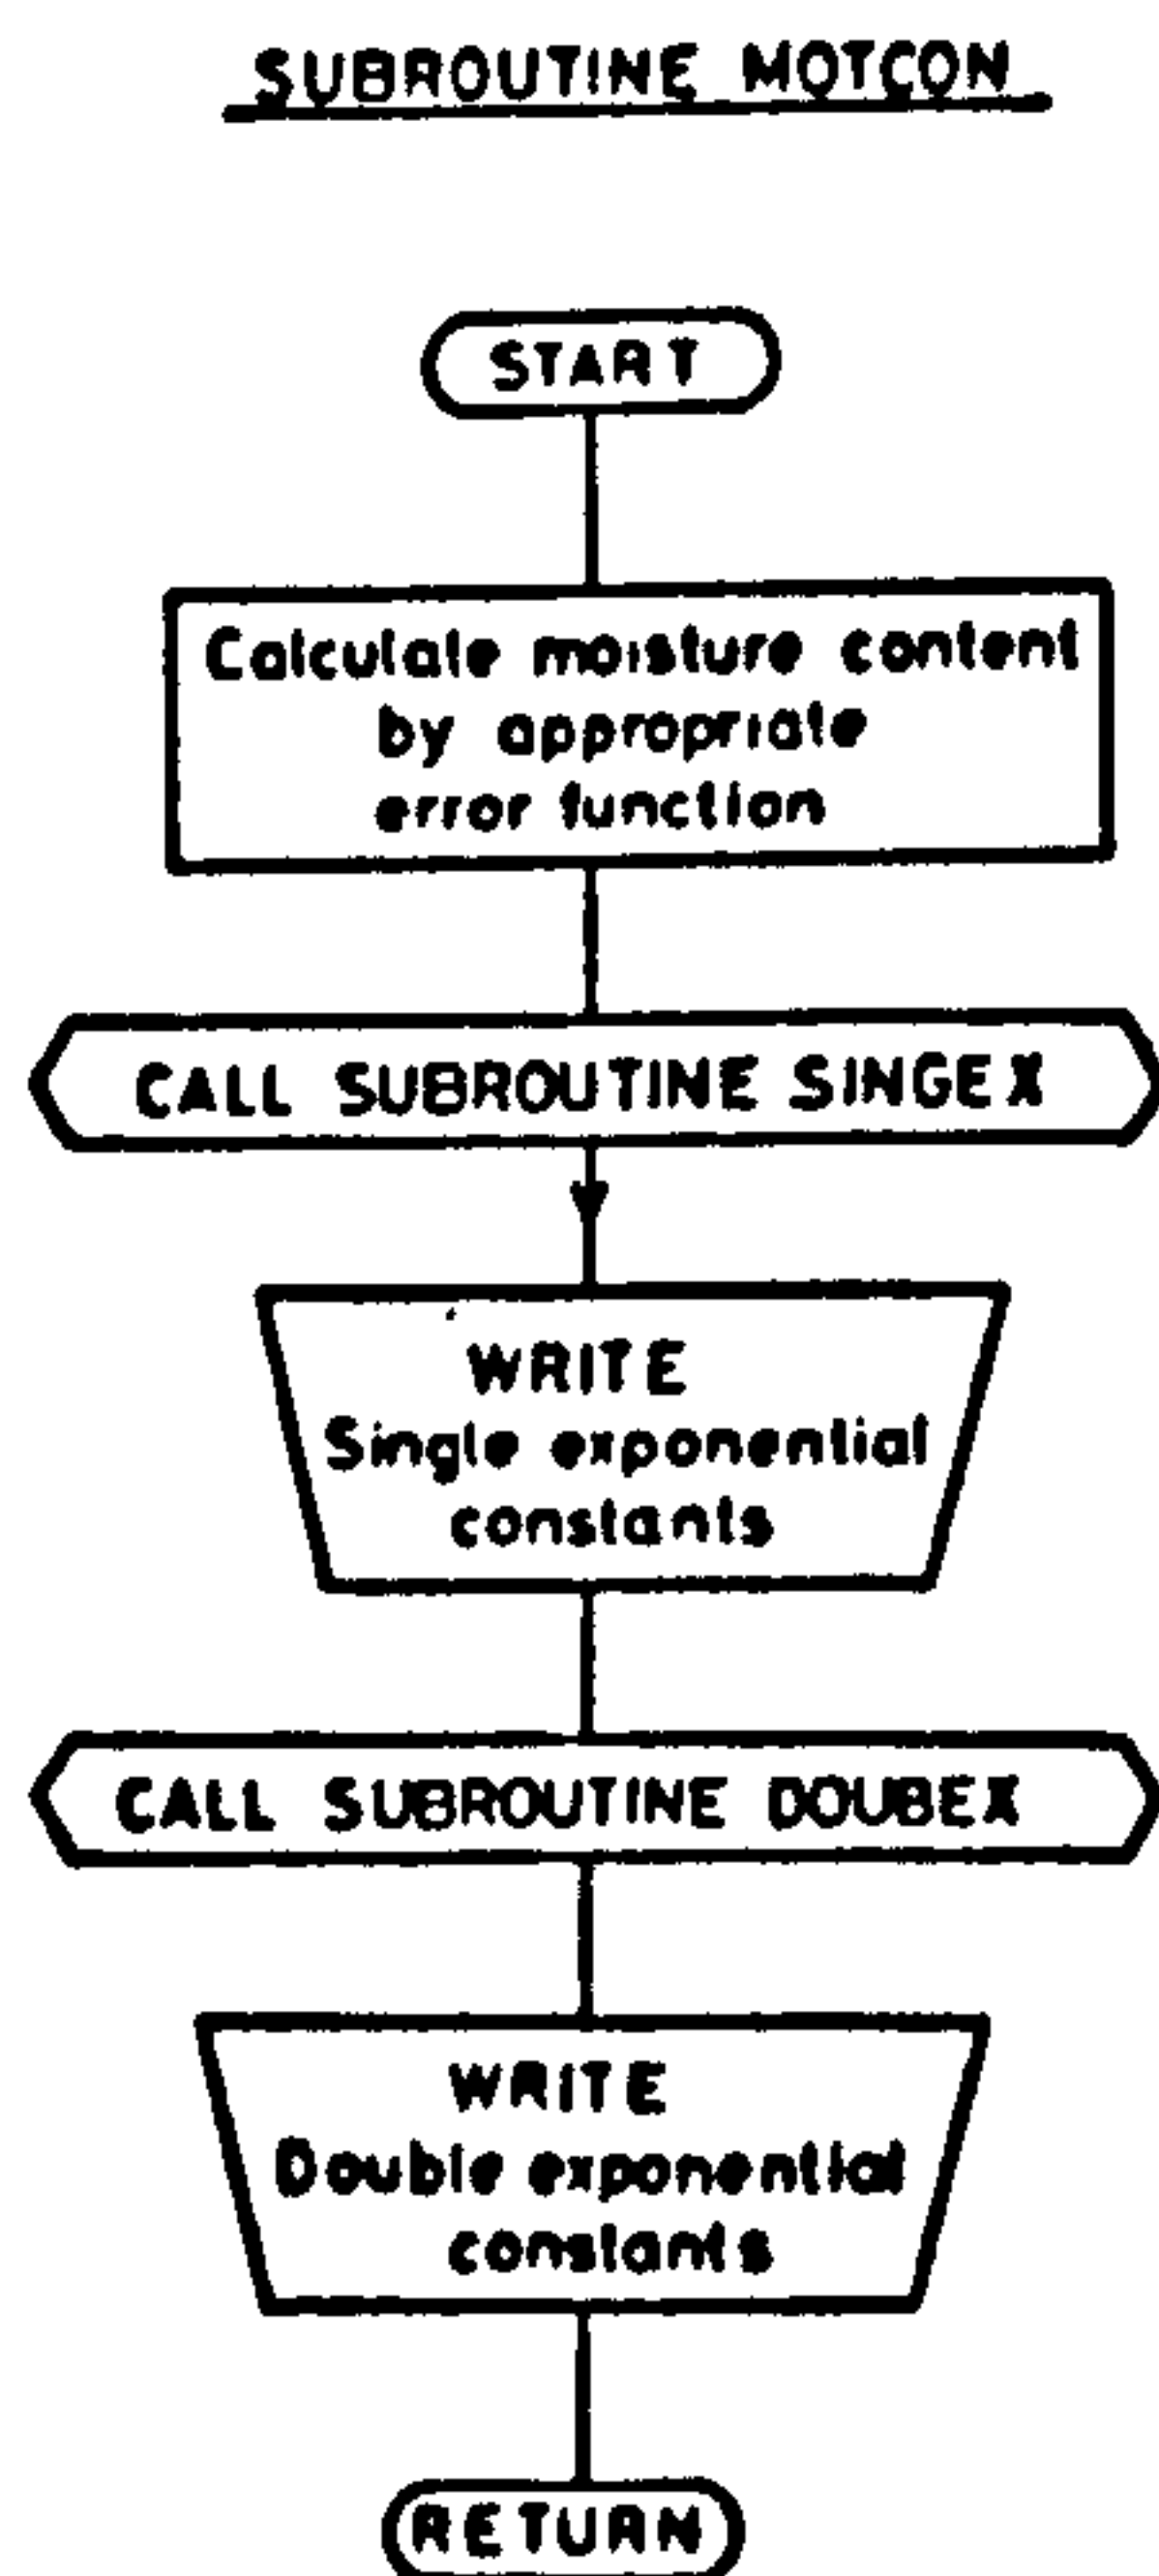 SUBROUTINE MOTCON
START
Calculate moisture content
by appropriate
error function
CALL SUBROUTINE SINGEX
WRITE
Single exponential
constants
CALL SUBROUTINE DOUBEX
WRITE
Double exponential
constants
RETURN